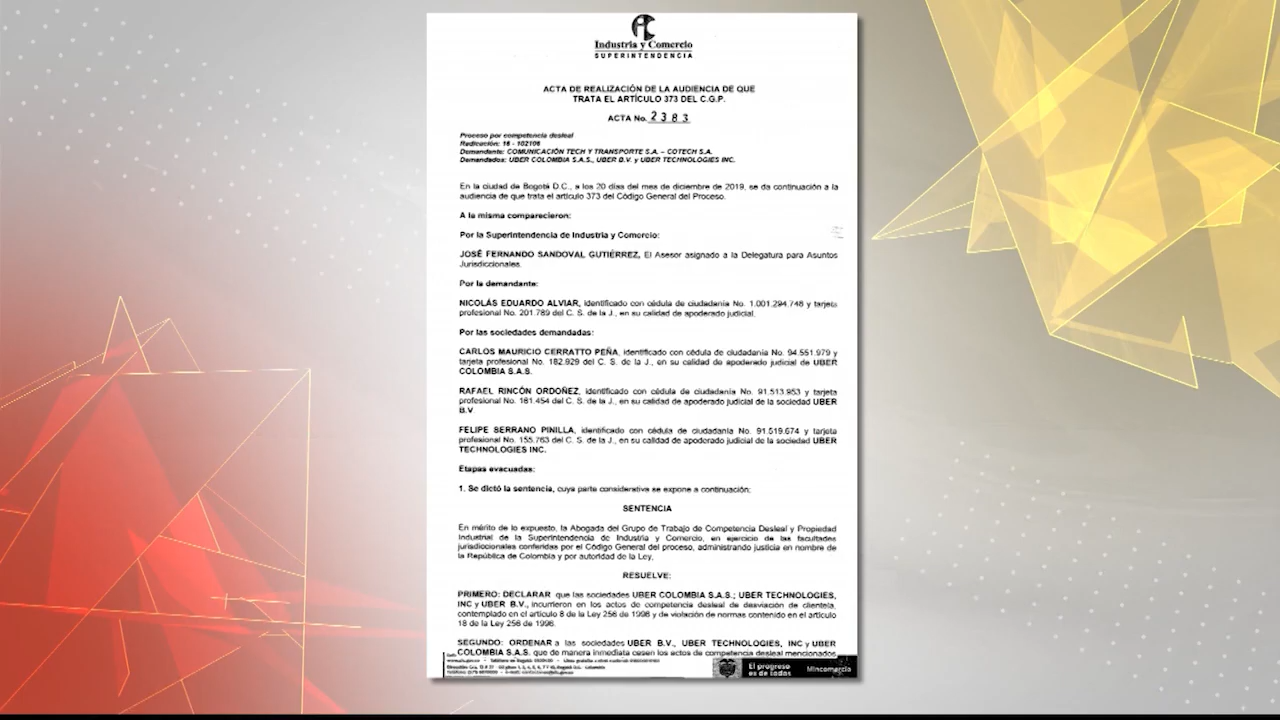 Industria y Comercio
SUPERINTENDENCIA
ACTA DE REALIZACIÓN DE LA AUDIENCIA DE QUE
TRATA EL ARTÍCULO 373 DEL C.G.P.
ACTA No. 2383
Proceso por competencia desleal
Radicación: 16 - 102106
Demandante: COMUNICACIÓN TECH Y TRANSPORTE S.A. – COTECH S.A.
Demandados: UBER COLOMBIA S.A.S., UBER B.V. y UBER TECHNOLOGIES INC.
En la ciudad de Bogotá D.C., a los 20 días del mes de diciembre de 2019, se da continuación a la
audiencia de que trata el artículo 373 del Código General del Proceso.
A la misma comparecieron:
Por la Superintendencia de Industria y Comercio:
JOSÉ FERNANDO SANDOVAL GUTIÉRREZ, El Asesor asignado a la Delegatura para Asuntos
Jurisdiccionales.
Por la demandante:
NICOLÁS EDUARDO ALVIAR, identificado con cédula de ciudadanía No. 1.001.294.748 y tarjeta
profesional No. 201.789 del C. S. de la J., en su calidad de apoderado judicial.
Por las sociedades demandadas:
CARLOS MAURICIO CERRATTO PEÑA, identificado con cédula de ciudadanía No. 94.551.979 y
tarjeta profesional No. 182.929 del C. S. de la J., en su calidad de apoderado judicial de UBER
COLOMBIA S.A.S.
RAFAEL RINCÓN ORDOÑEZ, identificado con cédula de ciudadanía No. 91.513.953 y tarjeta
profesional No. 181.454 del C. S. de la J., en su calidad de apoderado judicial de la sociedad UBER
B.V
FELIPE SERRANO PINILLA, identificado con cédula de ciudadanía No. 91.519.674 y tarjeta
profesional No. 155.763 del C. S. de la J., en su calidad de apoderado judicial de la sociedad UBER
TECHNOLOGIES INC.
Etapas evacuadas:
1. Se dictó la sentencia, cuya parte considerativa se expone a continuación:
SENTENCIA
En mérito de lo expuesto, la Abogada del Grupo de Trabajo de Competencia Desleal y Propiedad
Industrial de la Superintendencia de Industria y Comercio, en ejercicio de las facultades
jurisdiccionales conferidas por el Código General del proceso, administrando justicia en nombre de
la República de Colombia y por autoridad de la Ley,
RESUELVE:
PRIMERO: DECLARAR que las sociedades UBER COLOMBIA S.A.S.; UBER TECHNOLOGIES,
INC y UBER B.V., incurrieron en los actos de competencia desleal de desviación de clientela,
contemplado en el artículo 8 de la Ley 256 de 1996 y de violación de normas contenido en el artículo
18 de la Ley 256 de 1996.
SEGUNDO: ORDENAR a las sociedades UBER B.V., UBER TECHNOLOGIES, INC y UBER
COLOMBIA S.A.S. que de manera inmediata cesen los actos de competencia desleal mencionados
El progreso
es de todos
Mincomercio